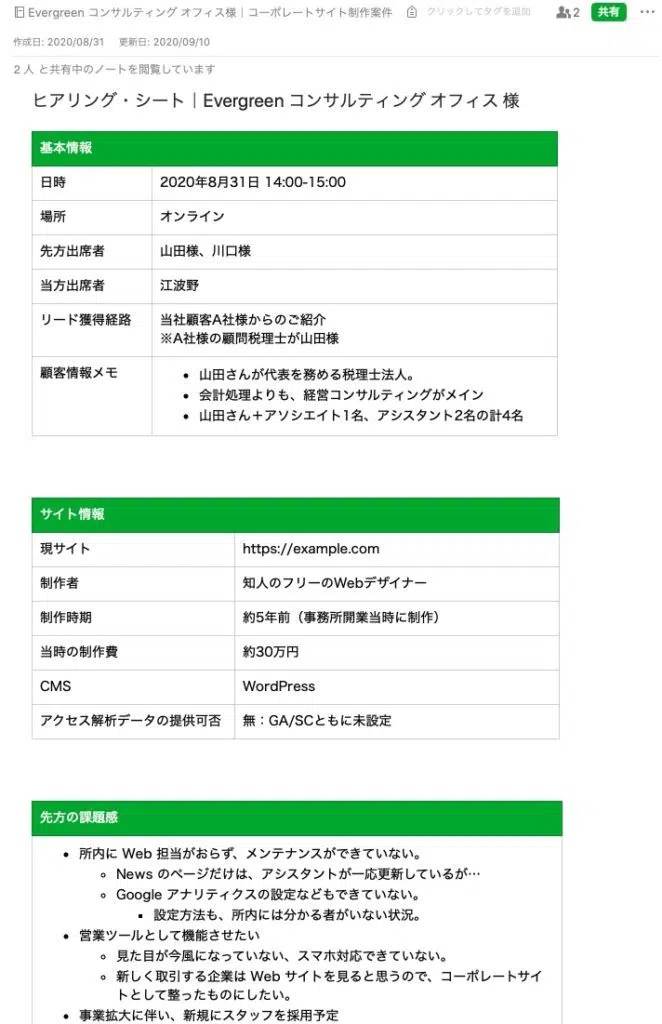 Evergreen コンサルティング オフィス様｜コーポレートサイト制作案件 クリックしてタグを追加 2 共有 …
作成日: 2020/08/31 更新日: 2020/09/10
2 人 と共有中のノートを閲覧しています
ヒアリング・シート｜Evergreen コンサルティング オフィス 様
基本情報
日時 2020年8月31日 14:00-15:00
場所 オンライン
先方出席者 山田様、川口様
当方出席者 江波野
リード獲得経路 当社顧客A社様からのご紹介
※A社様の顧問税理士が山田様
顧客情報メモ • 山田さんが代表を務める税理士法人。
• 会計処理よりも、経営コンサルティングがメイン
• 山田さん＋アソシエイト1名、アシスタント2名の計4名
サイト情報
現サイト https://example.com
制作者 知人のフリーのWebデザイナー
制作時期 約5年前（事務所開業当時に制作）
当時の制作費 約30万円
CMS WordPress
アクセス解析データの提供可否 無：GA/SCともに未設定
先方の課題感
• 所内に Web 担当がおらず、メンテナンスができていない。
◦ News のページだけは、アシスタントが一応更新しているが…
◦ Google アナリティクスの設定などもできていない。
▪ 設定方法も、所内には分かる者がいない状況。
• 営業ツールとして機能させたい
◦ 見た目が今風になっていない、スマホ対応できていない。
◦ 新しく取引する企業は Web サイトを見ると思うので、コーポレートサイ
トとして整ったものにしたい。
• 事業拡大に伴い、新規にスタッフを採用予定